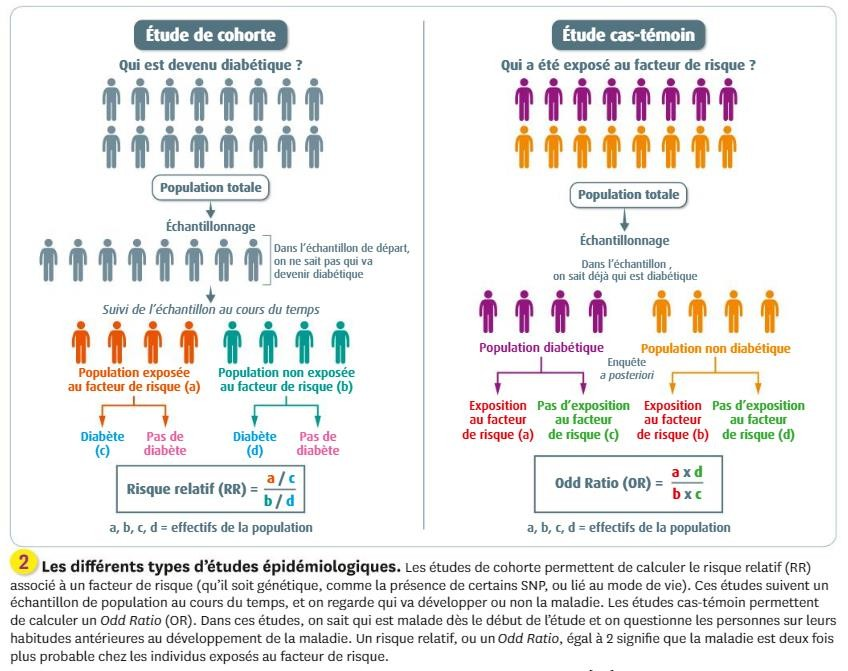 Étude de cohorte
Qui est devenu diabétique ?
Population totale
Échantillonnage
Dans l'échantillon de départ,
on ne sait pas qui va
devenir diabétique
Suivi de l'échantillon au cours du temps
Population exposée
au facteur de risque (a)
Population non exposée
au facteur de risque (b)
Diabète
(c)
Pas de
diabète
Diabète
(d)
Pas de
diabète
Risque relatif (RR) = a / c
b / d
a, b, c, d = effectifs de la population
Étude cas-témoin
Qui a été exposé au facteur de risque ?
Population totale
Échantillonnage
Dans l'échantillon ,
on sait déjà qui est diabétique
Population diabétique
Population non diabétique
Enquête
a posteriori
Exposition
au facteur
de risque (a)
Pas d'exposition
au facteur
de risque (c)
Exposition
au facteur
de risque (b)
Pas d'exposition
au facteur
de risque (d)
Odd Ratio (OR) = a x d
b x c
a, b, c, d = effectifs de la population
2 Les différents types d'études épidémiologiques. Les études de cohorte permettent de calculer le risque relatif (RR)
associé à un facteur de risque (qu'il soit génétique, comme la présence de certains SNP, ou lié au mode de vie). Ces études suivent un
échantillon de population au cours du temps, et on regarde qui va développer ou non la maladie. Les études cas-témoin permettent
de calculer un Odd Ratio (OR). Dans ces études, on sait qui est malade dès le début de l'étude et on questionne les personnes sur leurs
habitudes antérieures au développement de la maladie. Un risque relatif, ou un Odd Ratio, égal à 2 signifie que la maladie est deux fois
plus probable chez les individus exposés au facteur de risque.